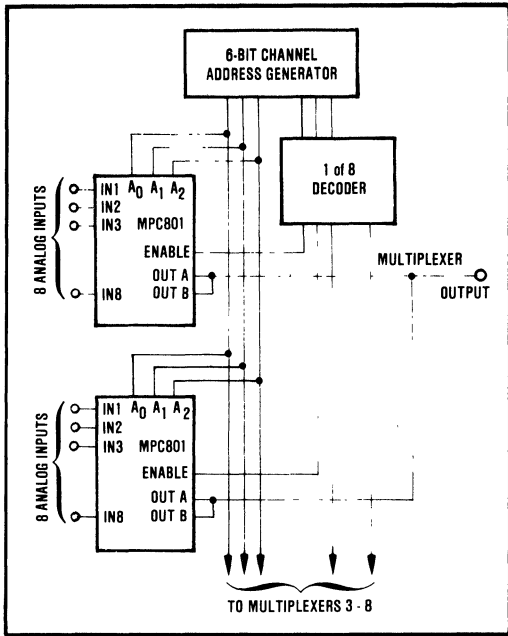 6-BIT CHANNEL
ADDRESS GENERATOR
1 of 8
DECODER
8 ANALOG INPUTS
IN1 A0 A1 A2
IN2
IN3 MPC801
ENABLE
OUT A
OUT B
IN8
MULTIPLEXER
OUTPUT
8 ANALOG INPUTS
IN1 A0 A1 A2
IN2
IN3 MPC801
ENABLE
OUT A
OUT B
IN8
TO MULTIPLEXERS 3 - 8